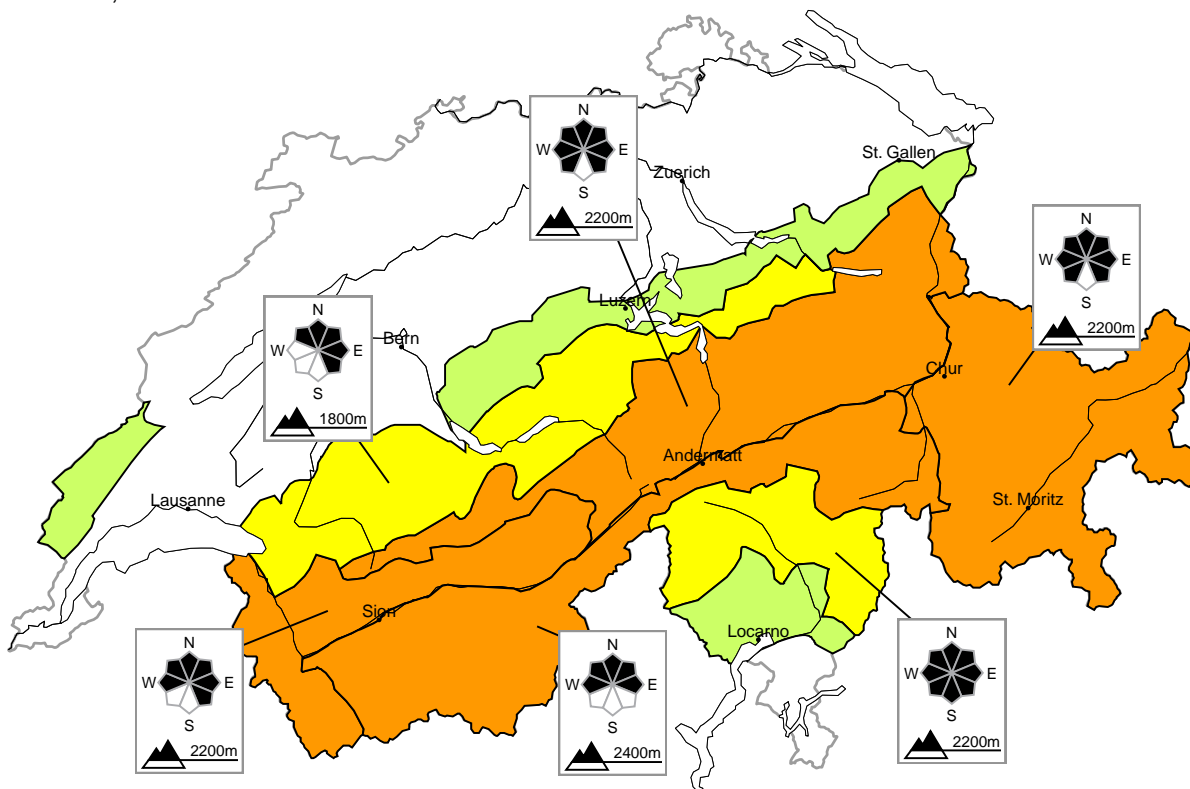 N
W E
S
2200m
St. Gallen
Zuerich
N
W E
S
2200m
Luzern
N
W E
S
1800m
Bern
Chur
Andermatt
Lausanne
St. Moritz
Sion
Locarno
N
W E
S
2200m
N
W E
S
2400m
N
W E
S
2200m